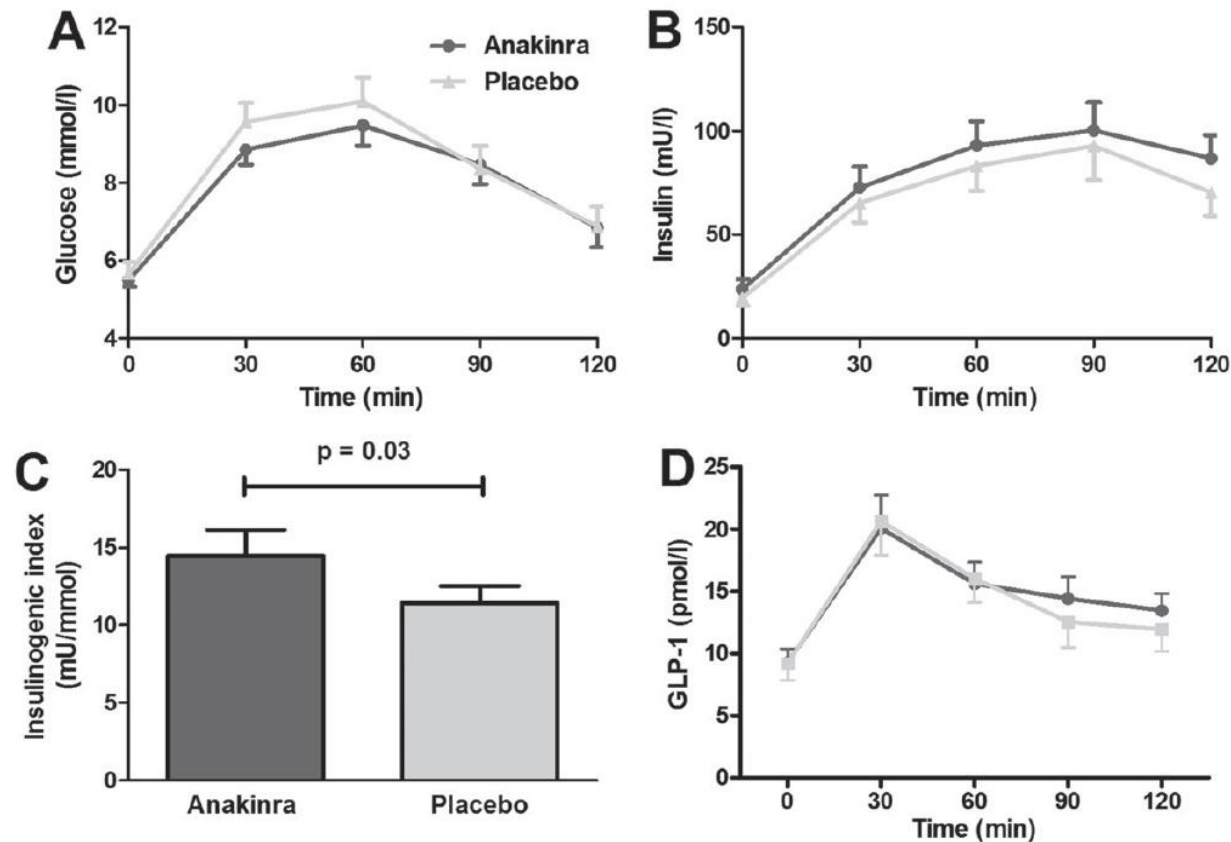 A
Glucose (mmol/l)
12
10
8
6
4
0 30 60 90 120
Time (min)
Anakinra
Placebo
B
Insulin (mU/l)
150
100
50
0
0 30 60 90 120
Time (min)
C
Insulinogenic index
(mU/mmol)
20
15
10
5
0
p = 0.03
Anakinra Placebo
D
GLP-1 (pmol/l)
25
20
15
10
5
0
0 30 60 90 120
Time (min)